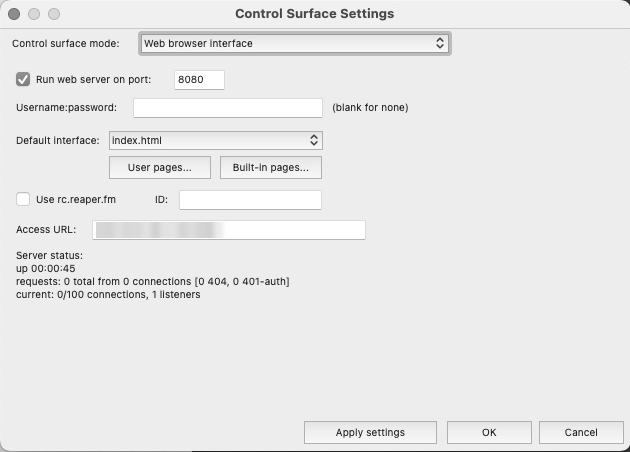 Control Surface Settings
Control surface mode: Web browser interface
Run web server on port: 8080
Username:password: (blank for none)
Default interface: index.html
User pages... Built-in pages...
Use rc.reaper.fm ID:
Access URL:
Server status:
up 00:00:45
requests: 0 total from 0 connections [0 404, 0 401-auth]
current: 0/100 connections, 1 listeners
Apply settings OK Cancel